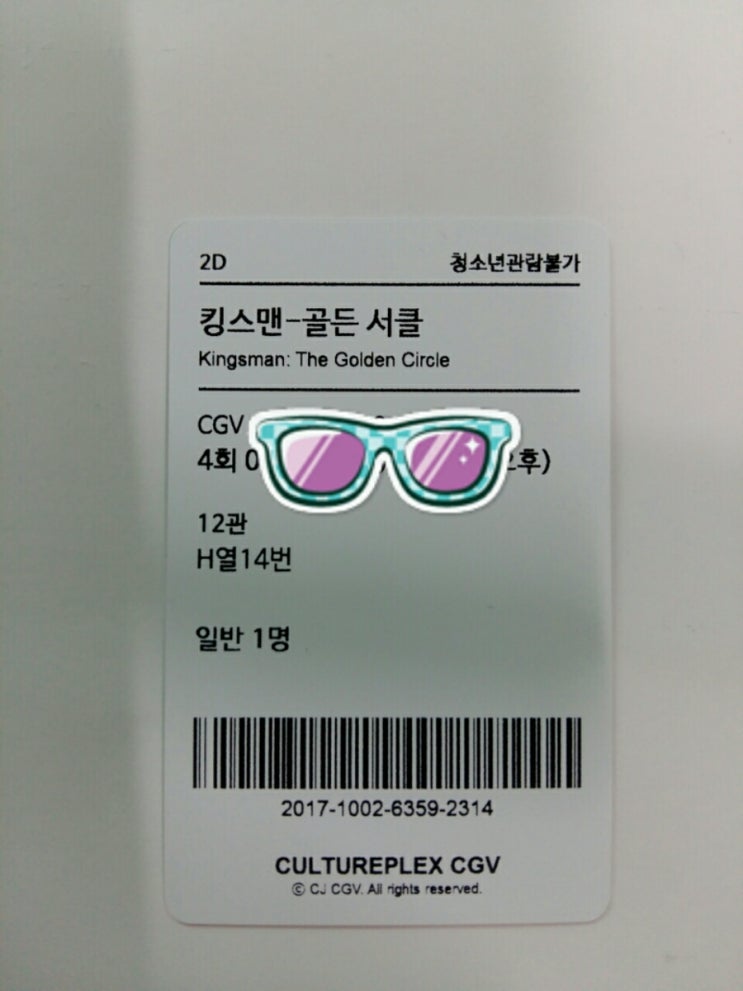 2D 청소년관람불가
킹스맨-골든 서클
Kingsman: The Golden Circle
CGV
4회
12관
H열14번
일반 1명
2017-1002-6359-2314
CULTUREPLEX CGV
© CJ CGV. All rights reserved.